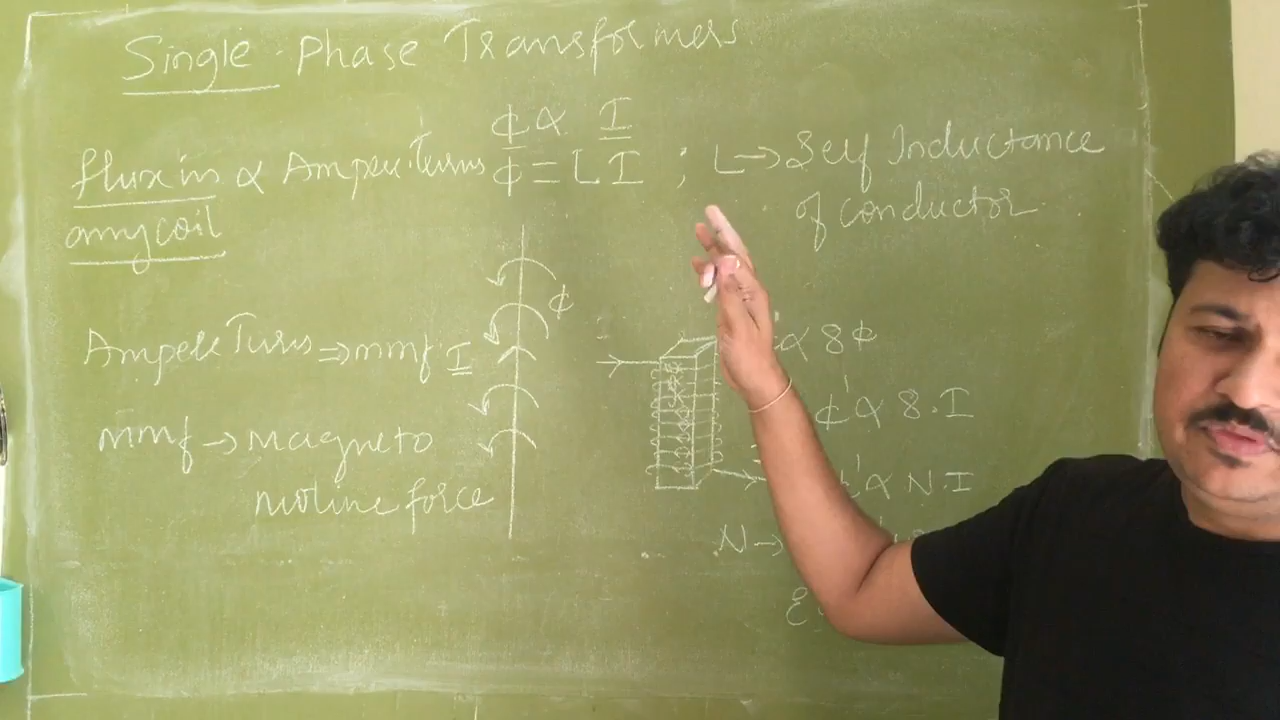 Single-Phase Transformers
ϕ α I
Flux in α Ampere Turns ϕ = L I ; L → Self Inductance
any coil
of conductor
ϕ
Ampere Turns ⇒ mmf I
α 8ϕ
ϕ' α 8.I
mmf → Magneto
motive force
' α N.I
N →